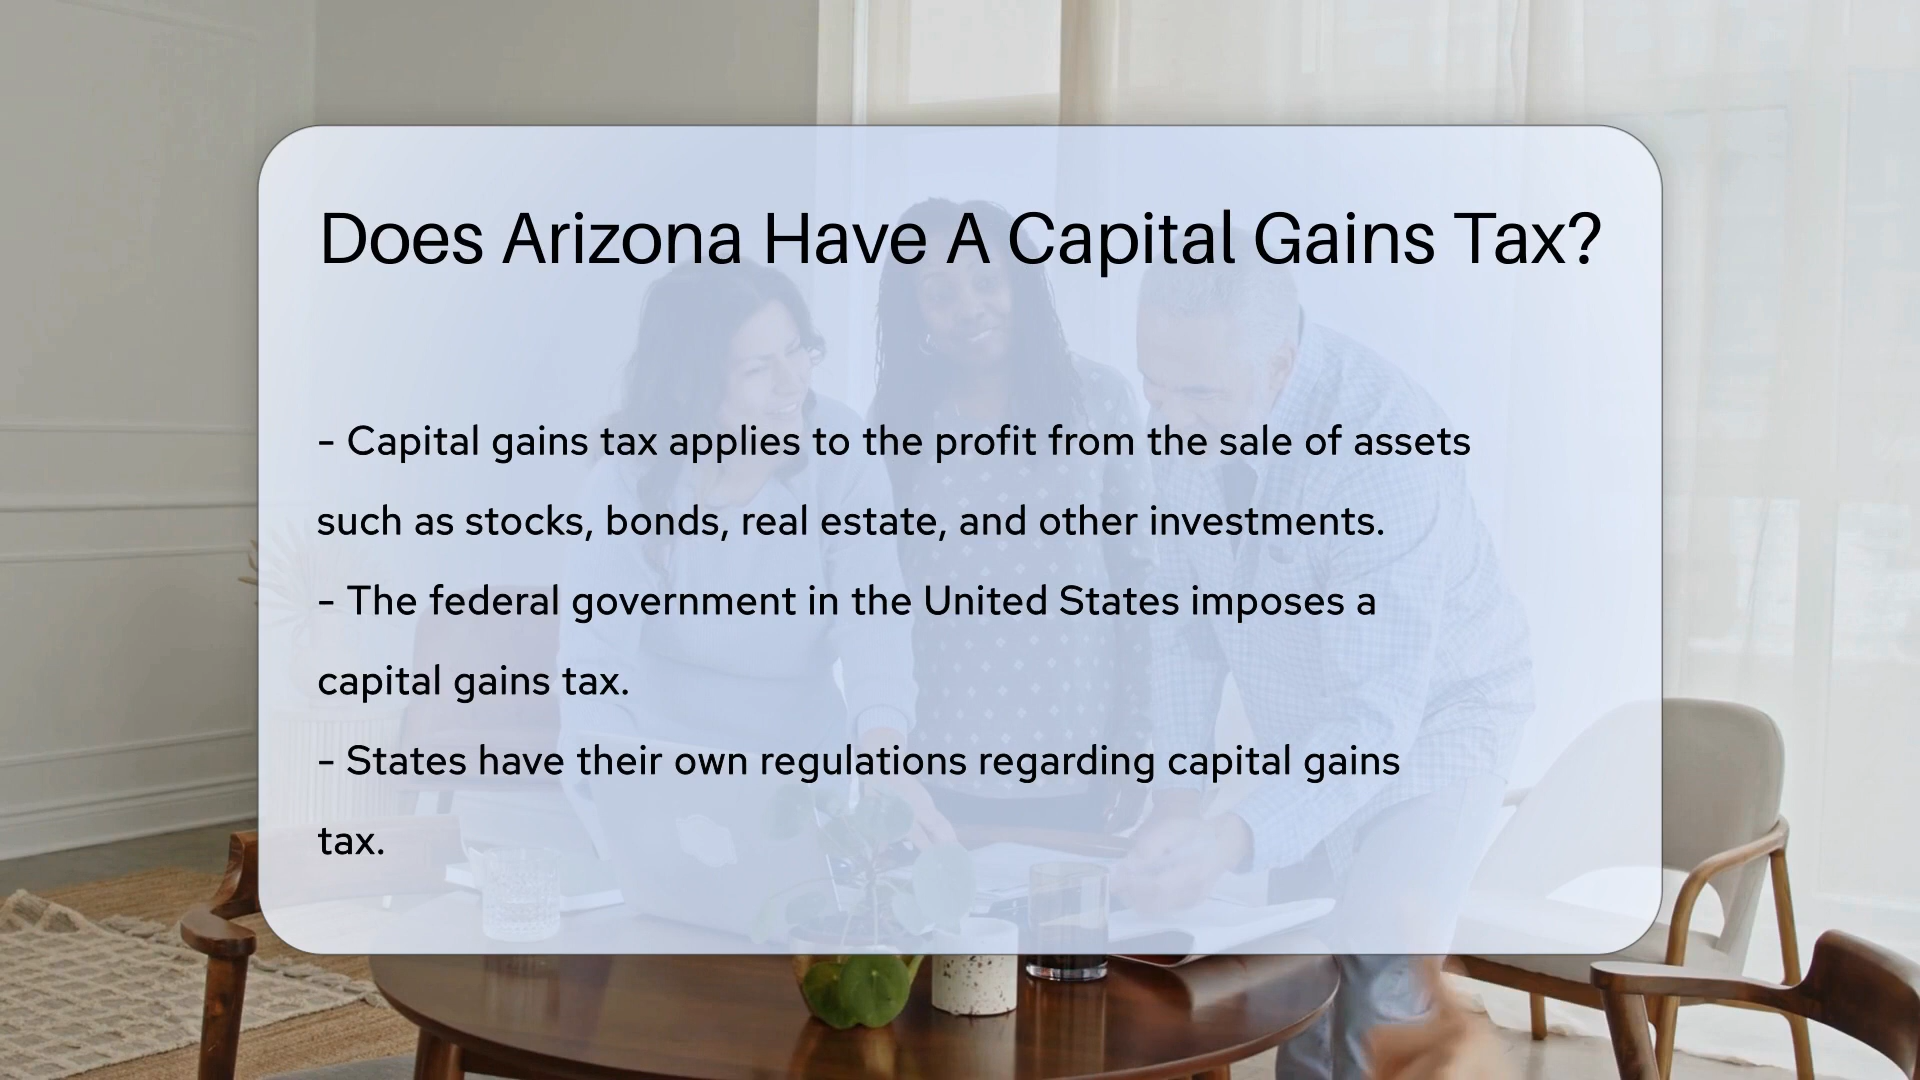 Does Arizona Have A Capital Gains Tax?
- Capital gains tax applies to the profit from the sale of assets
such as stocks, bonds, real estate, and other investments.
- The federal government in the United States imposes a
capital gains tax.
- States have their own regulations regarding capital gains
tax.